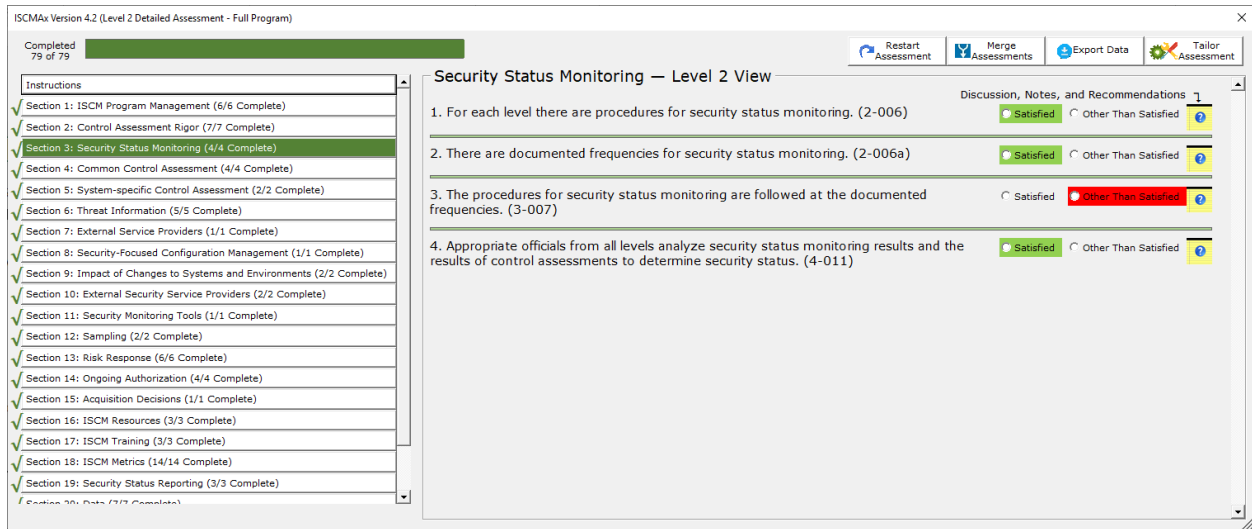 ISCMAx Version 4.2 (Level 2 Detailed Assessment - Full Program)
Completed
79 of 79
Restart
Assessment
Merge
Assessments
Export Data
Tailor
Assessment
Instructions
Section 1: ISCM Program Management (6/6 Complete)
Section 2: Control Assessment Rigor (7/7 Complete)
Section 3: Security Status Monitoring (4/4 Complete)
Section 4: Common Control Assessment (4/4 Complete)
Section 5: System-specific Control Assessment (2/2 Complete)
Section 6: Threat Information (5/5 Complete)
Section 7: External Service Providers (1/1 Complete)
Section 8: Security-Focused Configuration Management (1/1 Complete)
Section 9: Impact of Changes to Systems and Environments (2/2 Complete)
Section 10: External Security Service Providers (2/2 Complete)
Section 11: Security Monitoring Tools (1/1 Complete)
Section 12: Sampling (2/2 Complete)
Section 13: Risk Response (6/6 Complete)
Section 14: Ongoing Authorization (4/4 Complete)
Section 15: Acquisition Decisions (1/1 Complete)
Section 16: ISCM Resources (3/3 Complete)
Section 17: ISCM Training (3/3 Complete)
Section 18: ISCM Metrics (14/14 Complete)
Section 19: Security Status Reporting (3/3 Complete)
Section 20: Data (7/7 Complete)
Security Status Monitoring — Level 2 View
Discussion, Notes, and Recommendations
1. For each level there are procedures for security status monitoring. (2-006)
Satisfied Other Than Satisfied ?
2. There are documented frequencies for security status monitoring. (2-006a)
Satisfied Other Than Satisfied ?
3. The procedures for security status monitoring are followed at the documented
frequencies. (3-007)
Satisfied Other Than Satisfied ?
4. Appropriate officials from all levels analyze security status monitoring results and the
results of control assessments to determine security status. (4-011)
Satisfied Other Than Satisfied ?